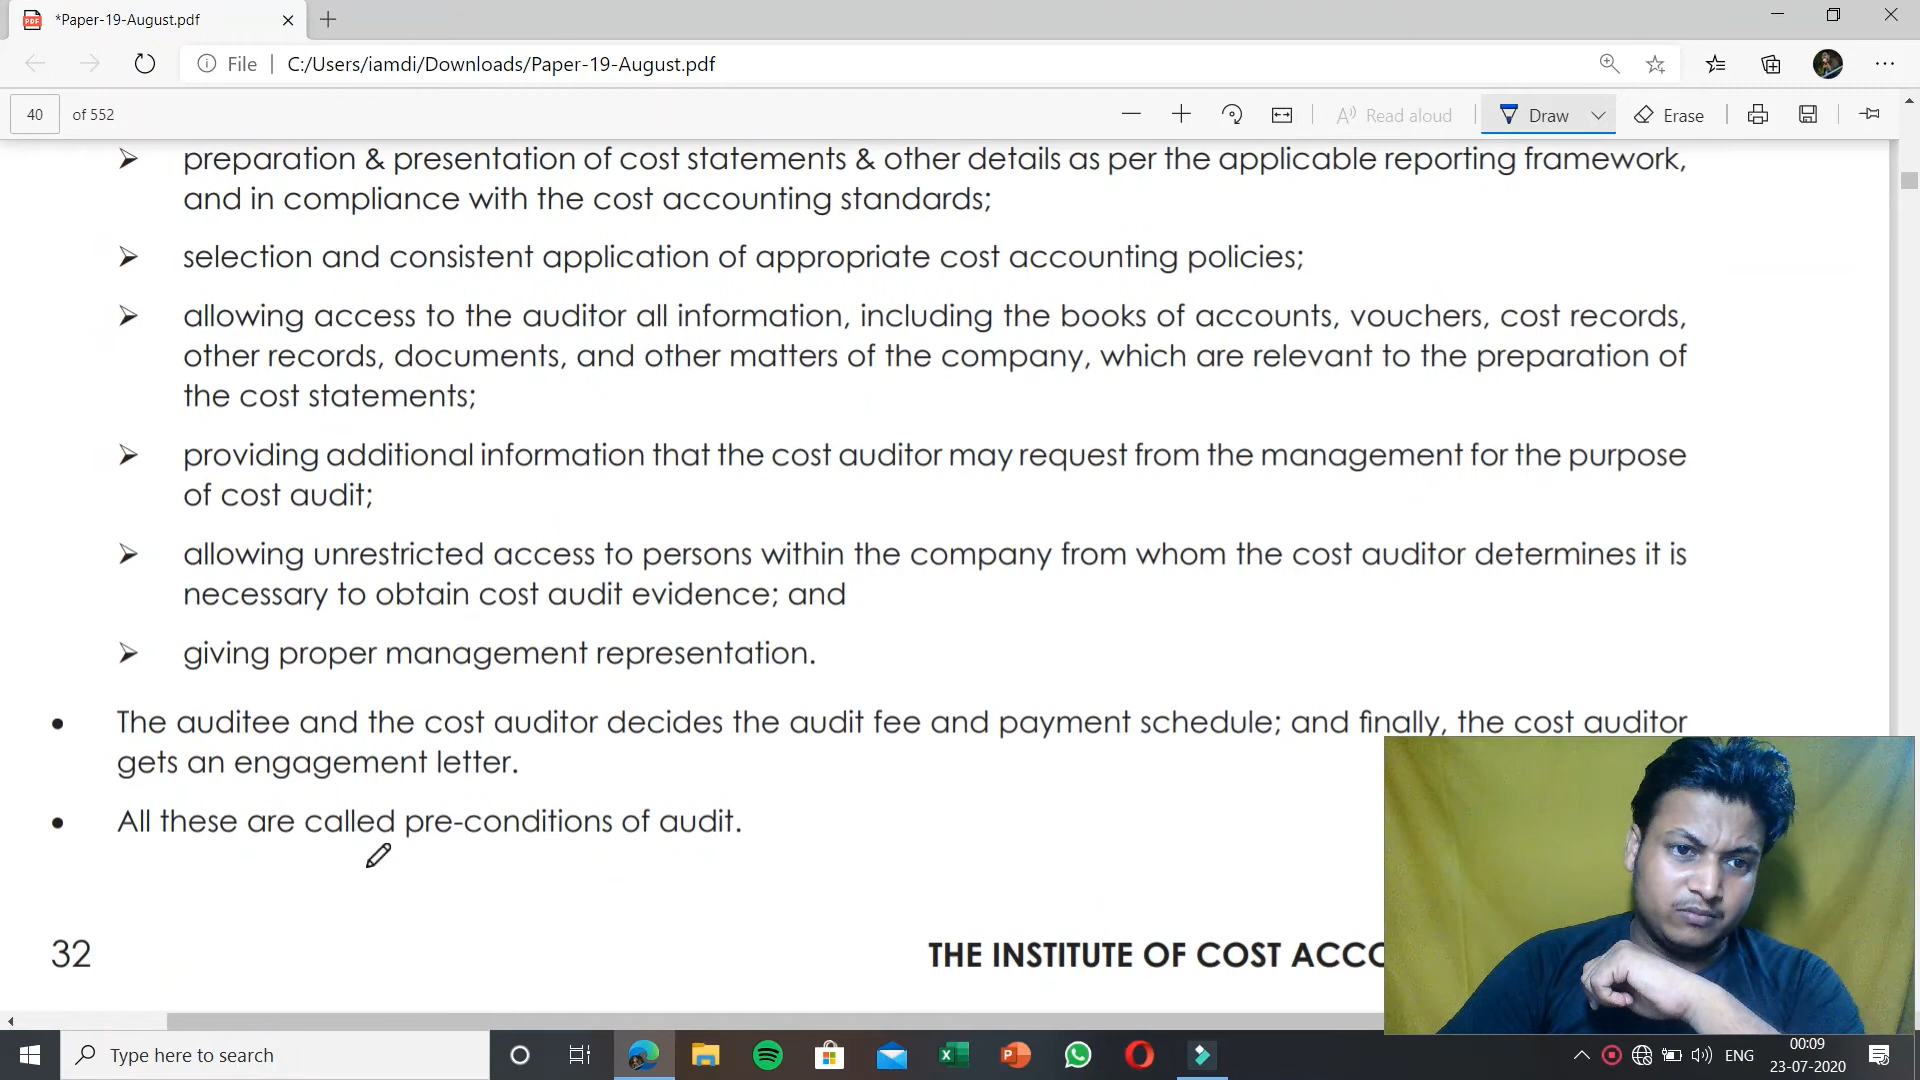 *Paper-19-August.pdf
File
C:/Users/iamdi/Downloads/Paper-19-August.pdf
40 of 552
Read aloud
Draw
Erase
preparation & presentation of cost statements & other details as per the applicable reporting framework,
and in compliance with the cost accounting standards;
selection and consistent application of appropriate cost accounting policies;
allowing access to the auditor all information, including the books of accounts, vouchers, cost records,
other records, documents, and other matters of the company, which are relevant to the preparation of
the cost statements;
providing additional information that the cost auditor may request from the management for the purpose
of cost audit;
allowing unrestricted access to persons within the company from whom the cost auditor determines it is
necessary to obtain cost audit evidence; and
giving proper management representation.
The auditee and the cost auditor decides the audit fee and payment schedule; and finally, the cost auditor
gets an engagement letter.
All these are called pre-conditions of audit.
32
THE INSTITUTE OF COST ACCO
Type here to search
ENG
00:09
23-07-2020